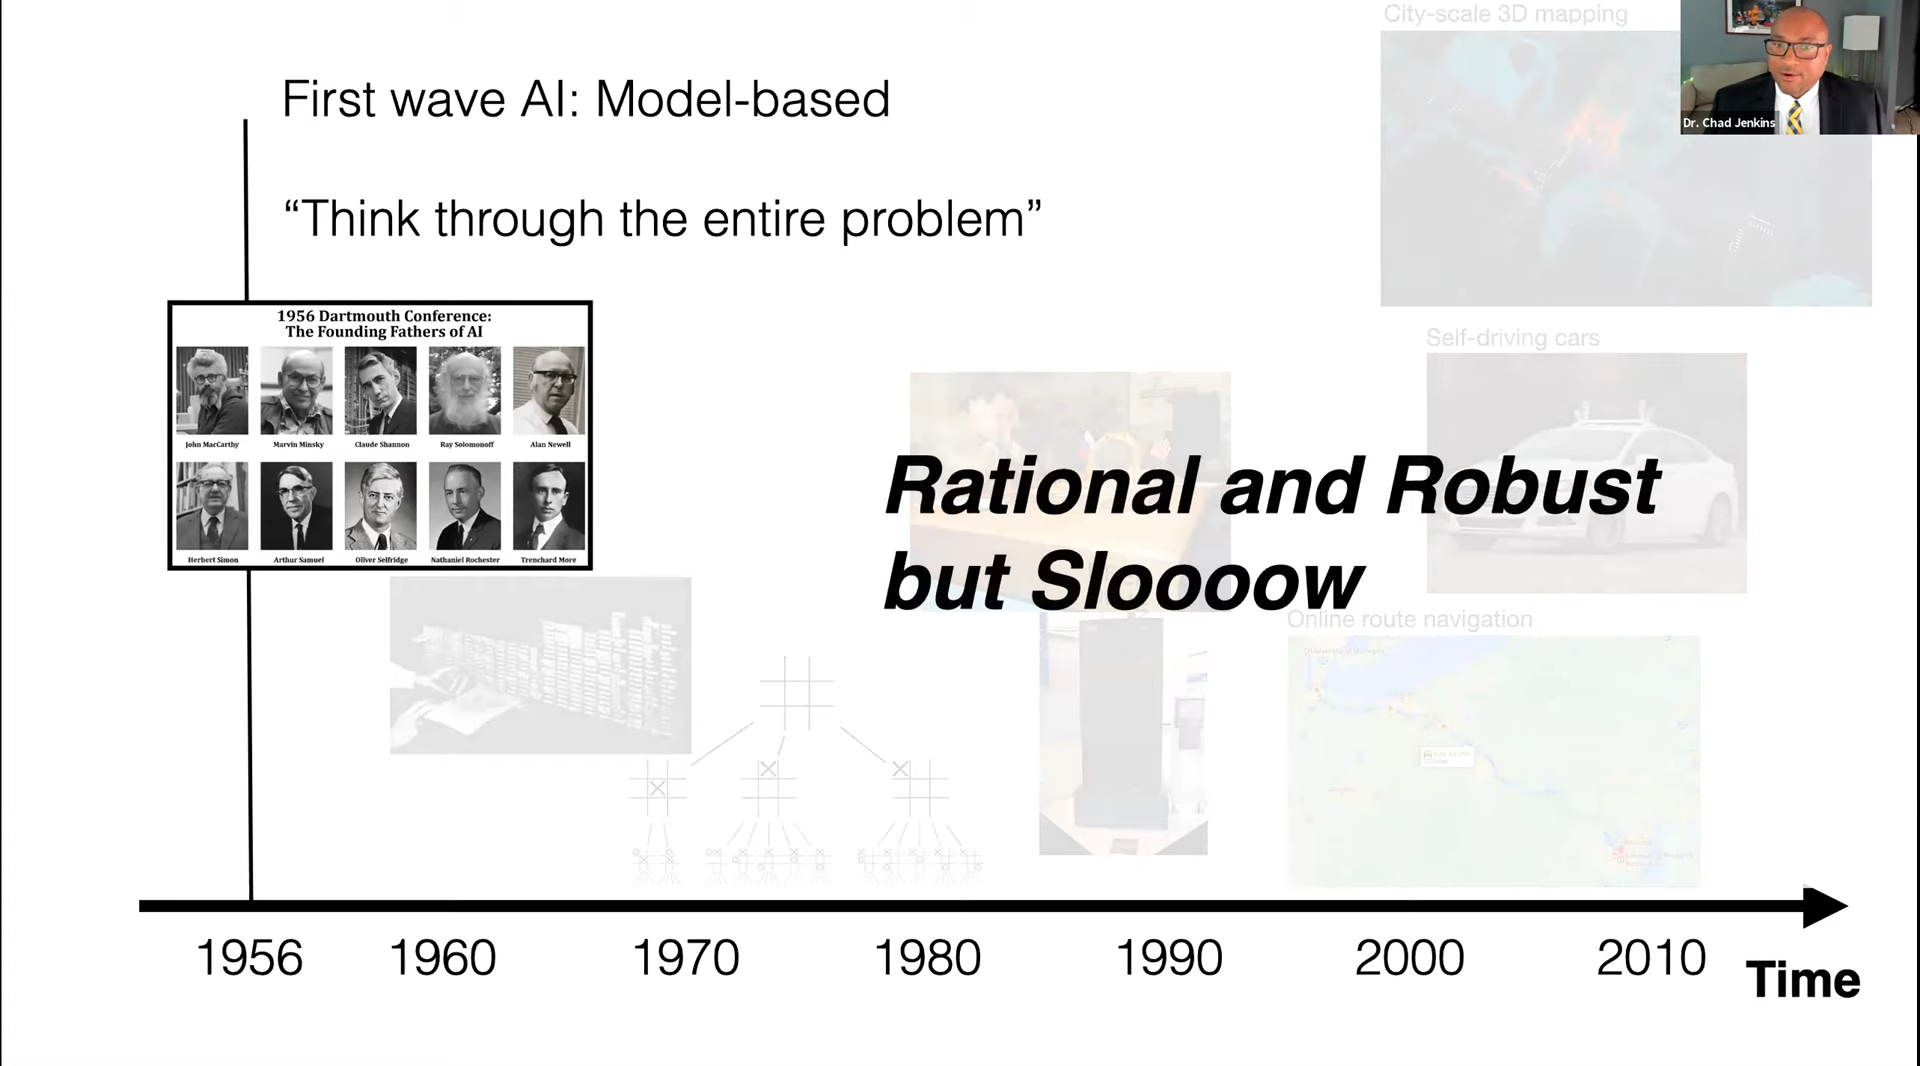 City-scale 3D mapping
Dr. Chad Jenkins
First wave AI: Model-based
“Think through the entire problem”
1956 Dartmouth Conference:
The Founding Fathers of AI
John MacCarthy
Marvin Minsky
Claude Shannon
Ray Solomonoff
Alan Newell
Herbert Simon
Arthur Samuel
Oliver Selfridge
Nathaniel Rochester
Trenchard More
Self-driving cars
Rational and Robust
but Sloooow
Online route navigation
University of Michigan
1956
1960
1970
1980
1990
2000
2010
Time